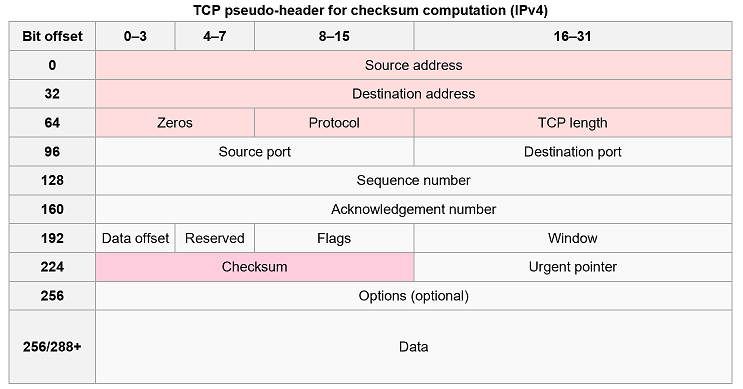 TCP pseudo-header for checksum computation (IPv4)
Bit offset 0–3 4–7 8–15 16–31
0 Source address
32 Destination address
64 Zeros Protocol TCP length
96 Source port Destination port
128 Sequence number
160 Acknowledgement number
192 Data offset Reserved Flags Window
224 Checksum Urgent pointer
256 Options (optional)
256/288+ Data